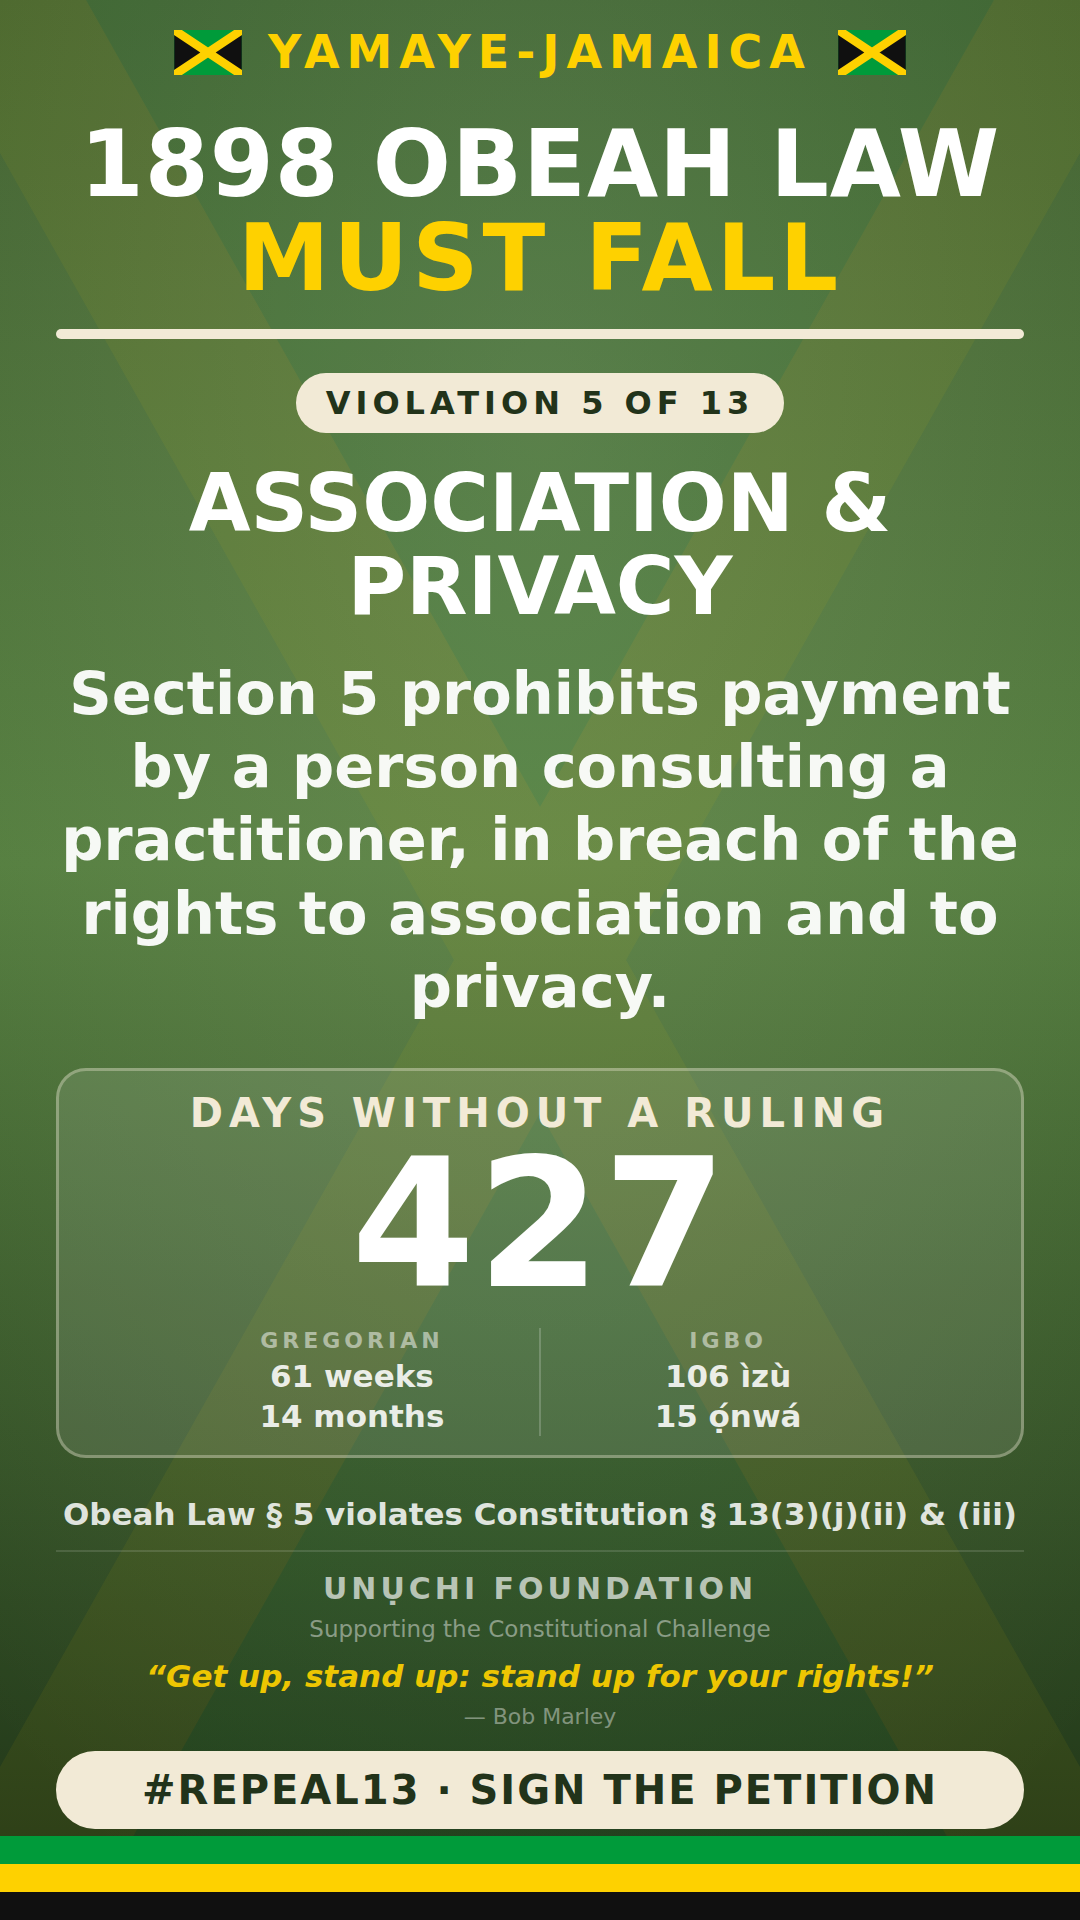 YAMAYE-JAMAICA
1898 OBEAH LAW
MUST FALL
VIOLATION 5 OF 13
ASSOCIATION &
PRIVACY
Section 5 prohibits payment
by a person consulting a
practitioner, in breach of the
rights to association and to
privacy.
DAYS WITHOUT A RULING
427
GREGORIAN
61 weeks
14 months
IGBO
106 ìzù
15 ọ́nwá
Obeah Law § 5 violates Constitution § 13(3)(j)(ii) & (iii)
UNỤCHI FOUNDATION
Supporting the Constitutional Challenge
“Get up, stand up: stand up for your rights!”
— Bob Marley
#REPEAL13 · SIGN THE PETITION